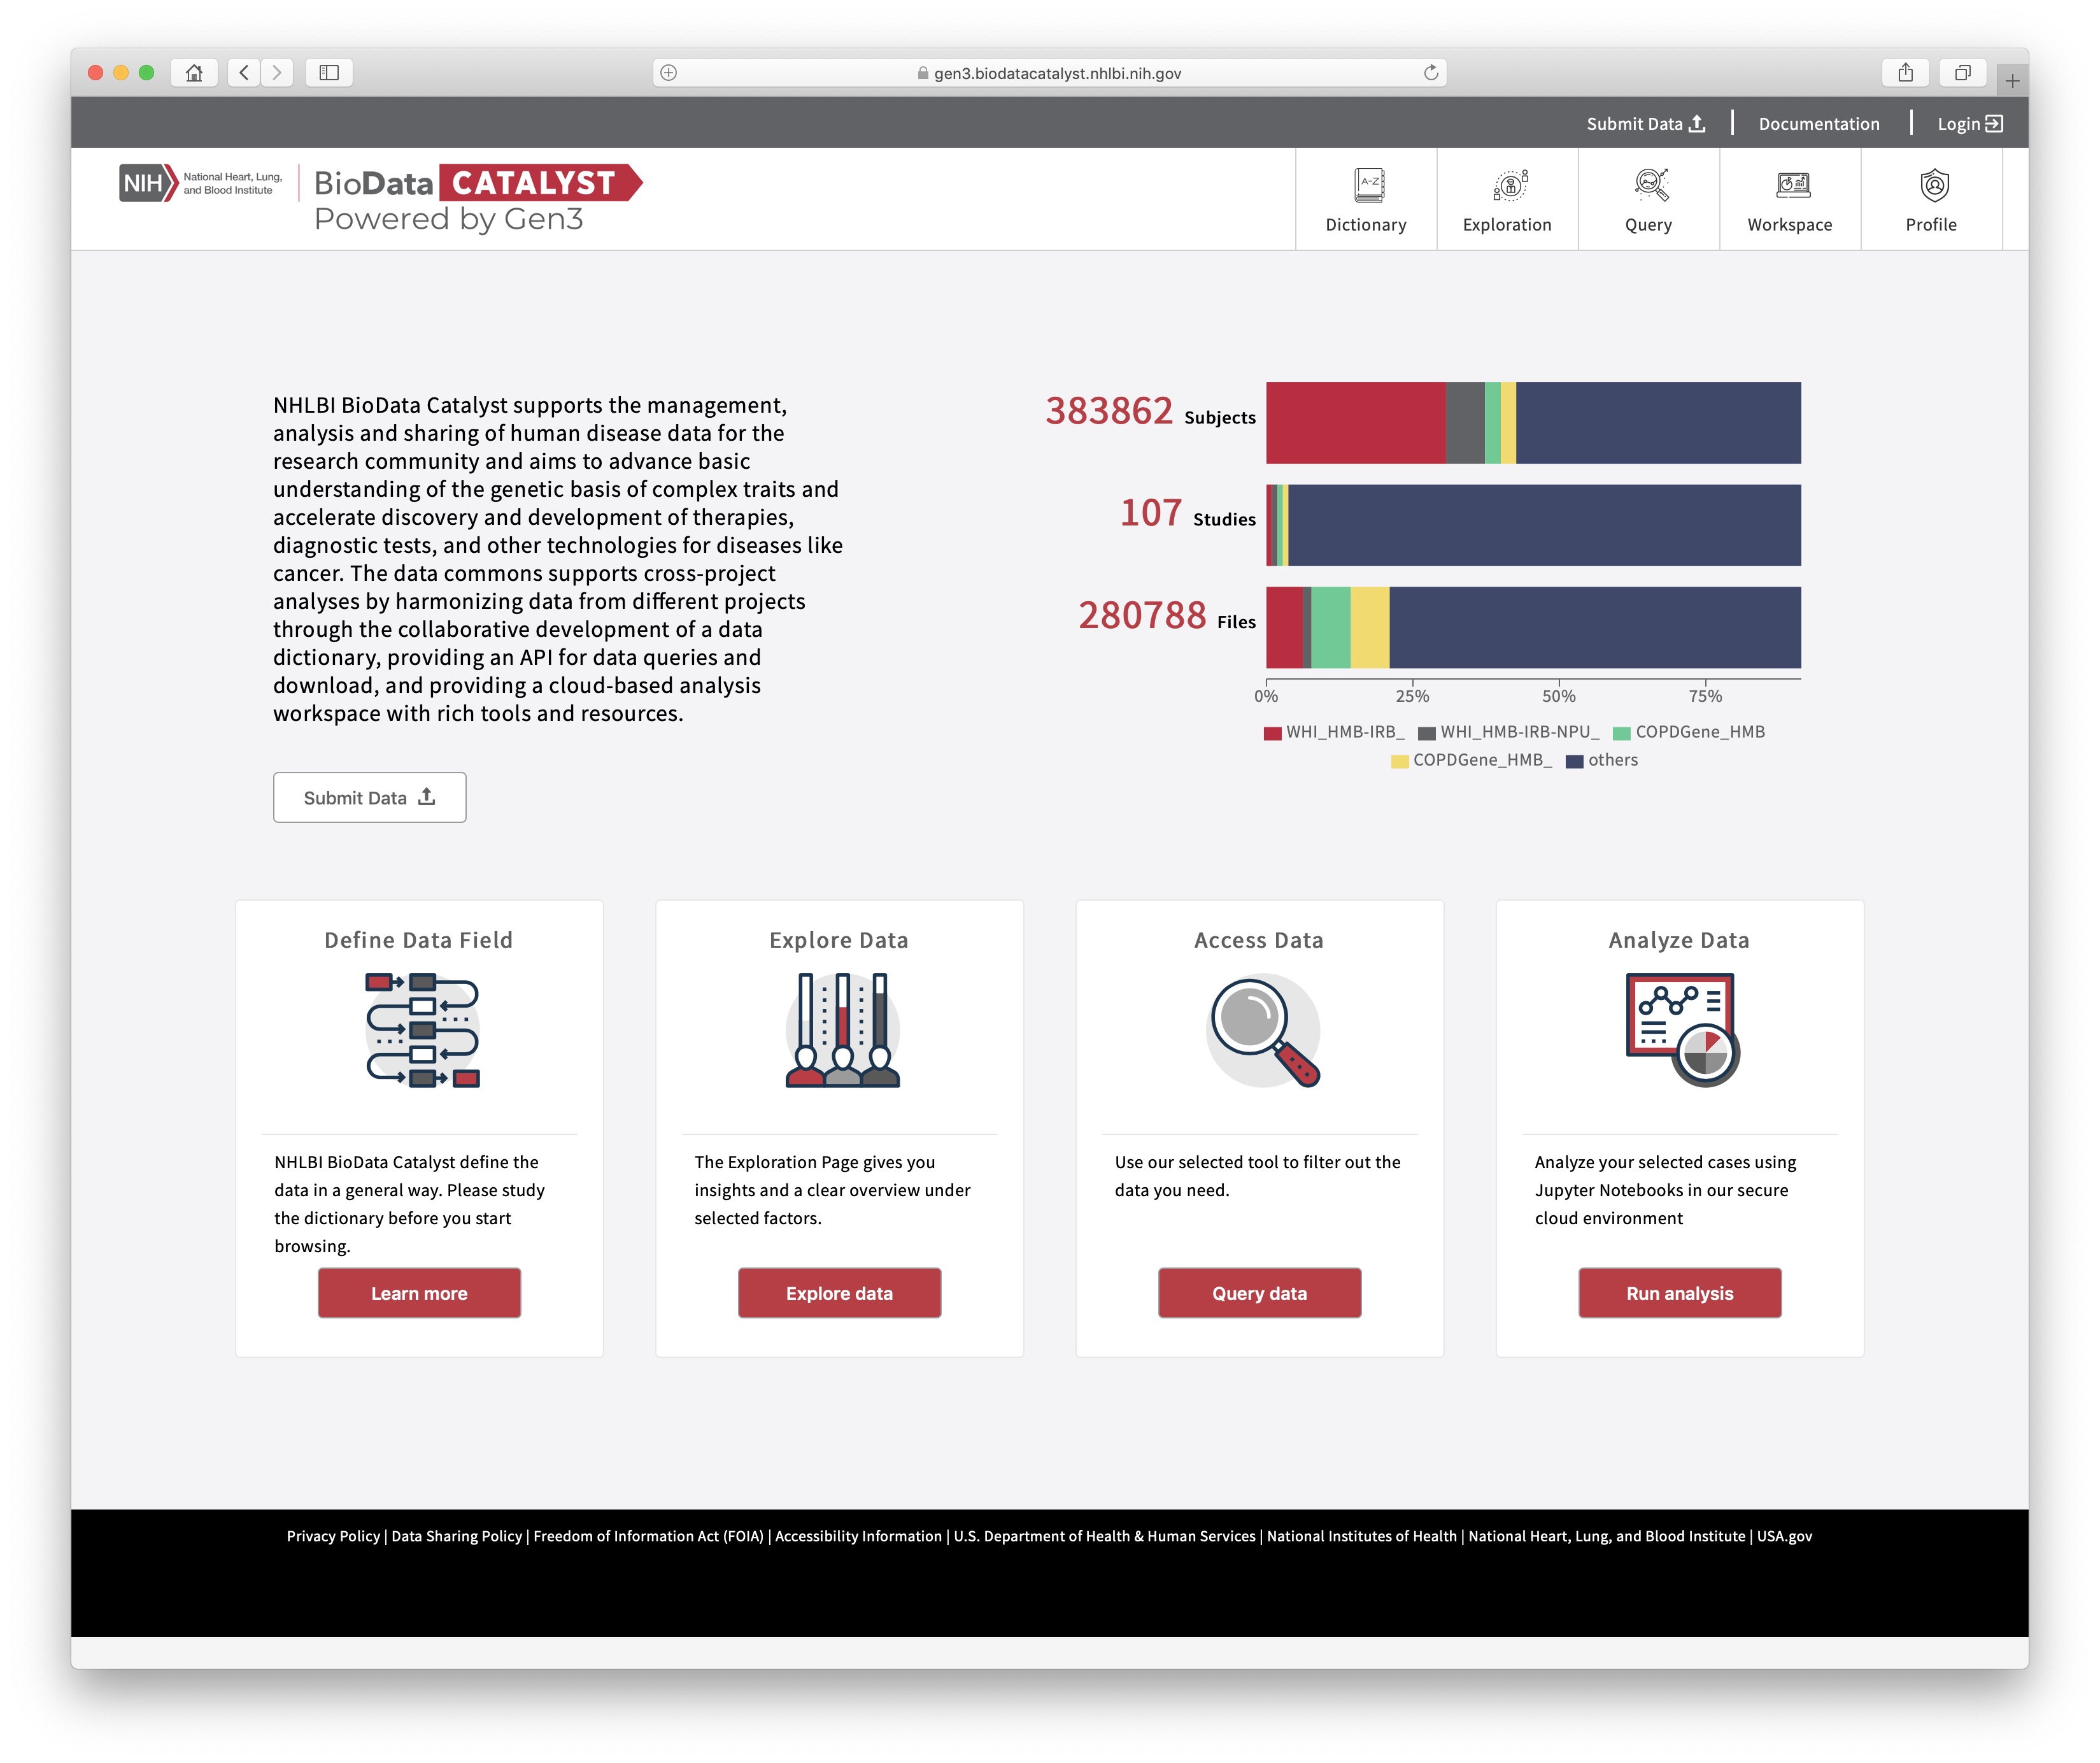 gen3.biodatacatalyst.nhlbi.nih.gov
Submit Data | Documentation | Login
NIH National Heart, Lung,
and Blood Institute
BioData CATALYST
Powered by Gen3
A-Z
Dictionary
Exploration
Query
Workspace
Profile
NHLBI BioData Catalyst supports the management,
analysis and sharing of human disease data for the
research community and aims to advance basic
understanding of the genetic basis of complex traits and
accelerate discovery and development of therapies,
diagnostic tests, and other technologies for diseases like
cancer. The data commons supports cross-project
analyses by harmonizing data from different projects
through the collaborative development of a data
dictionary, providing an API for data queries and
download, and providing a cloud-based analysis
workspace with rich tools and resources.
Submit Data
383862 Subjects
107 Studies
280788 Files
0% 25% 50% 75%
WHI_HMB-IRB_ WHI_HMB-IRB-NPU_ COPDGene_HMB
COPDGene_HMB_ others
Define Data Field
NHLBI BioData Catalyst define the
data in a general way. Please study
the dictionary before you start
browsing.
Learn more
Explore Data
The Exploration Page gives you
insights and a clear overview under
selected factors.
Explore data
Access Data
Use our selected tool to filter out the
data you need.
Query data
Analyze Data
Analyze your selected cases using
Jupyter Notebooks in our secure
cloud environment
Run analysis
Privacy Policy | Data Sharing Policy | Freedom of Information Act (FOIA) | Accessibility Information | U.S. Department of Health & Human Services | National Institutes of Health | National Heart, Lung, and Blood Institute | USA.gov